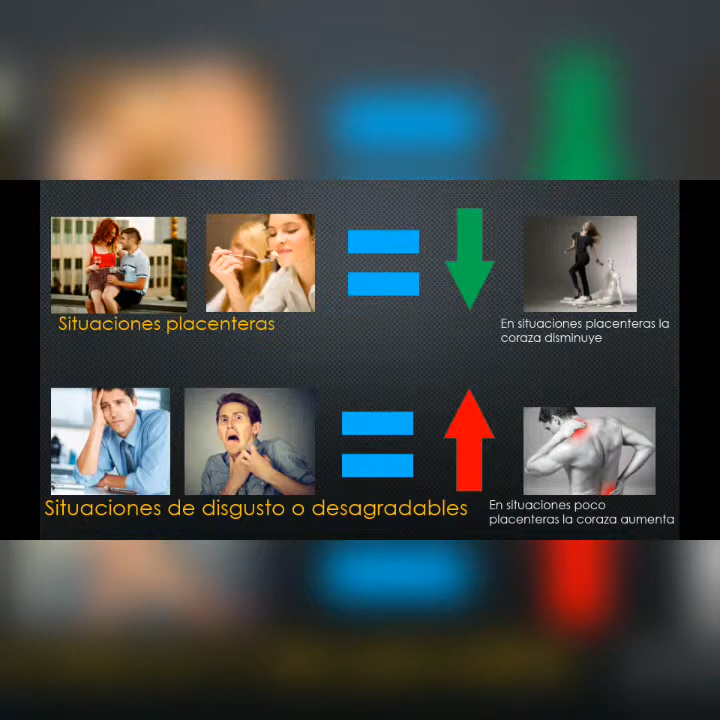 Situaciones placenteras
En situaciones placenteras la
coraza disminuye
Situaciones de disgusto o desagradables
En situaciones poco
placenteras la coraza aumenta